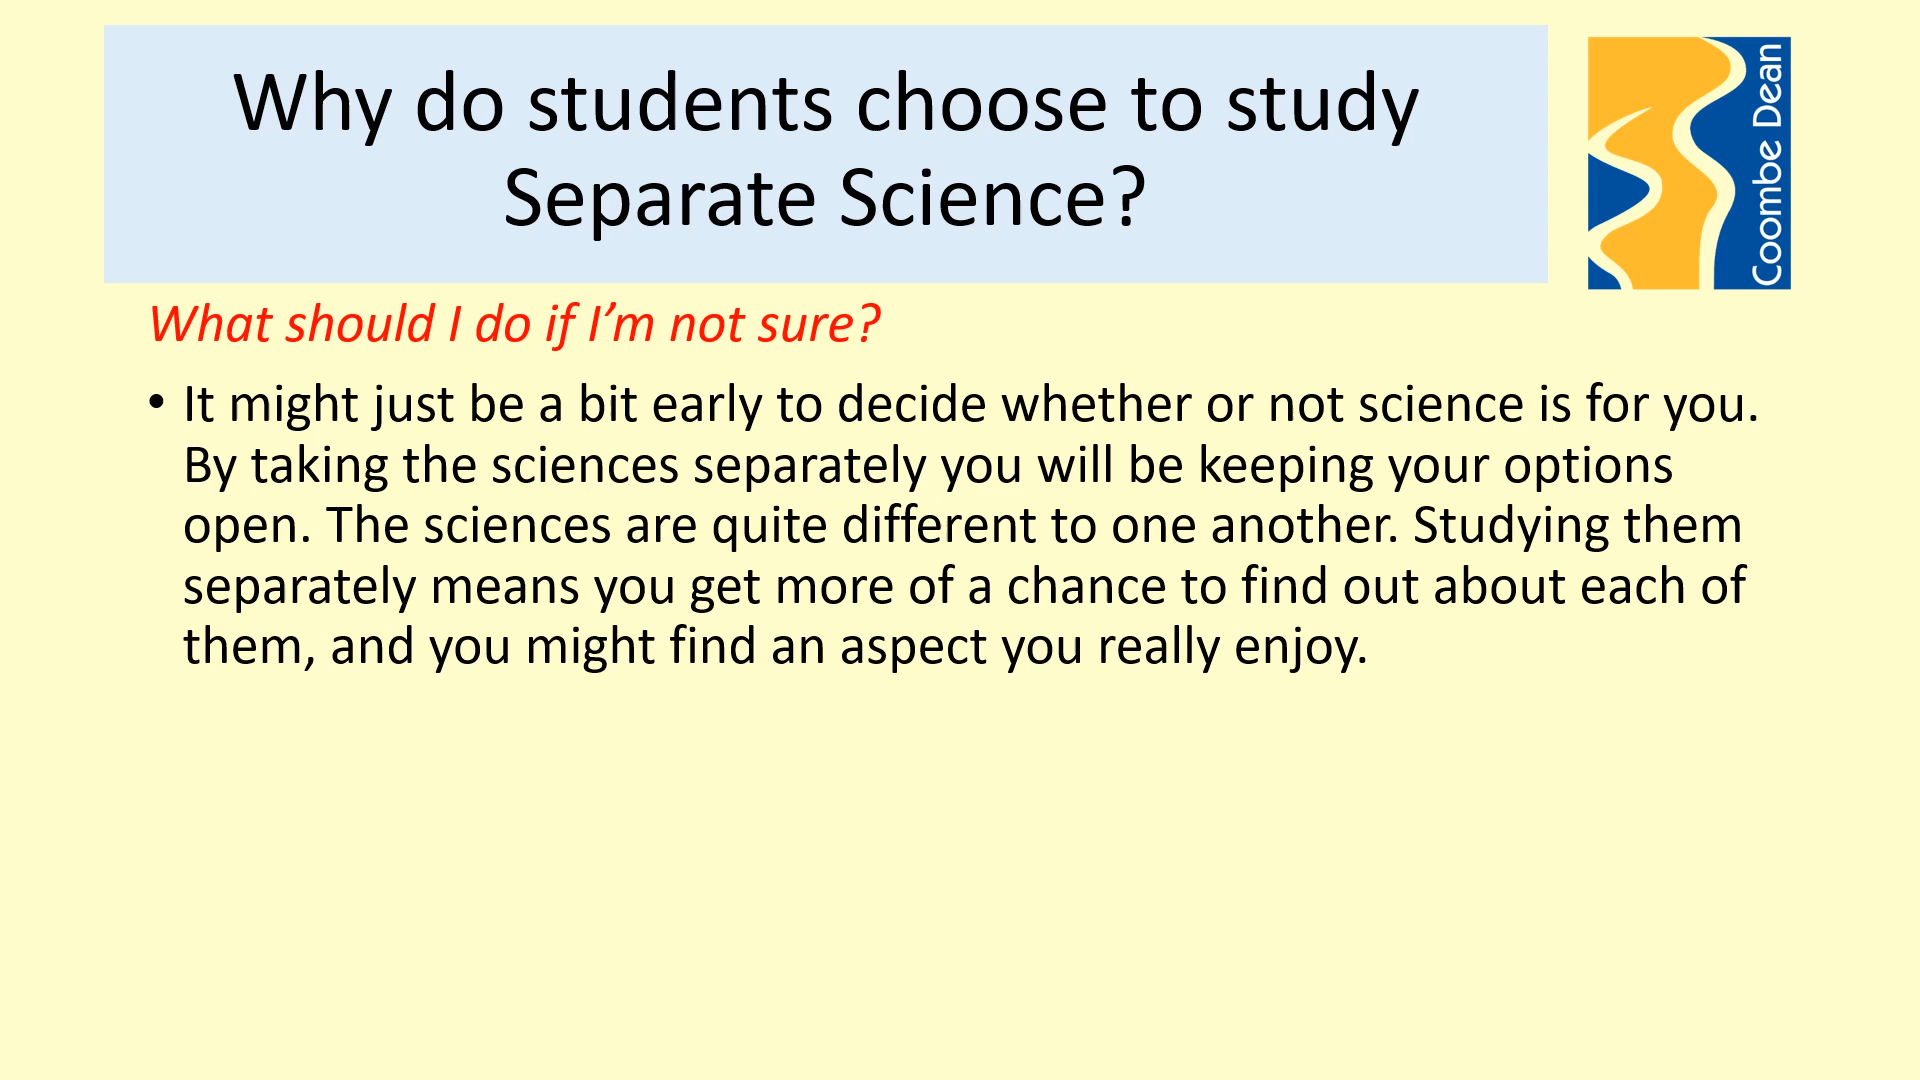 Why do students choose to study
Separate Science?
Coombe Dean
What should I do if I’m not sure?
• It might just be a bit early to decide whether or not science is for you.
By taking the sciences separately you will be keeping your options
open. The sciences are quite different to one another. Studying them
separately means you get more of a chance to find out about each of
them, and you might find an aspect you really enjoy.